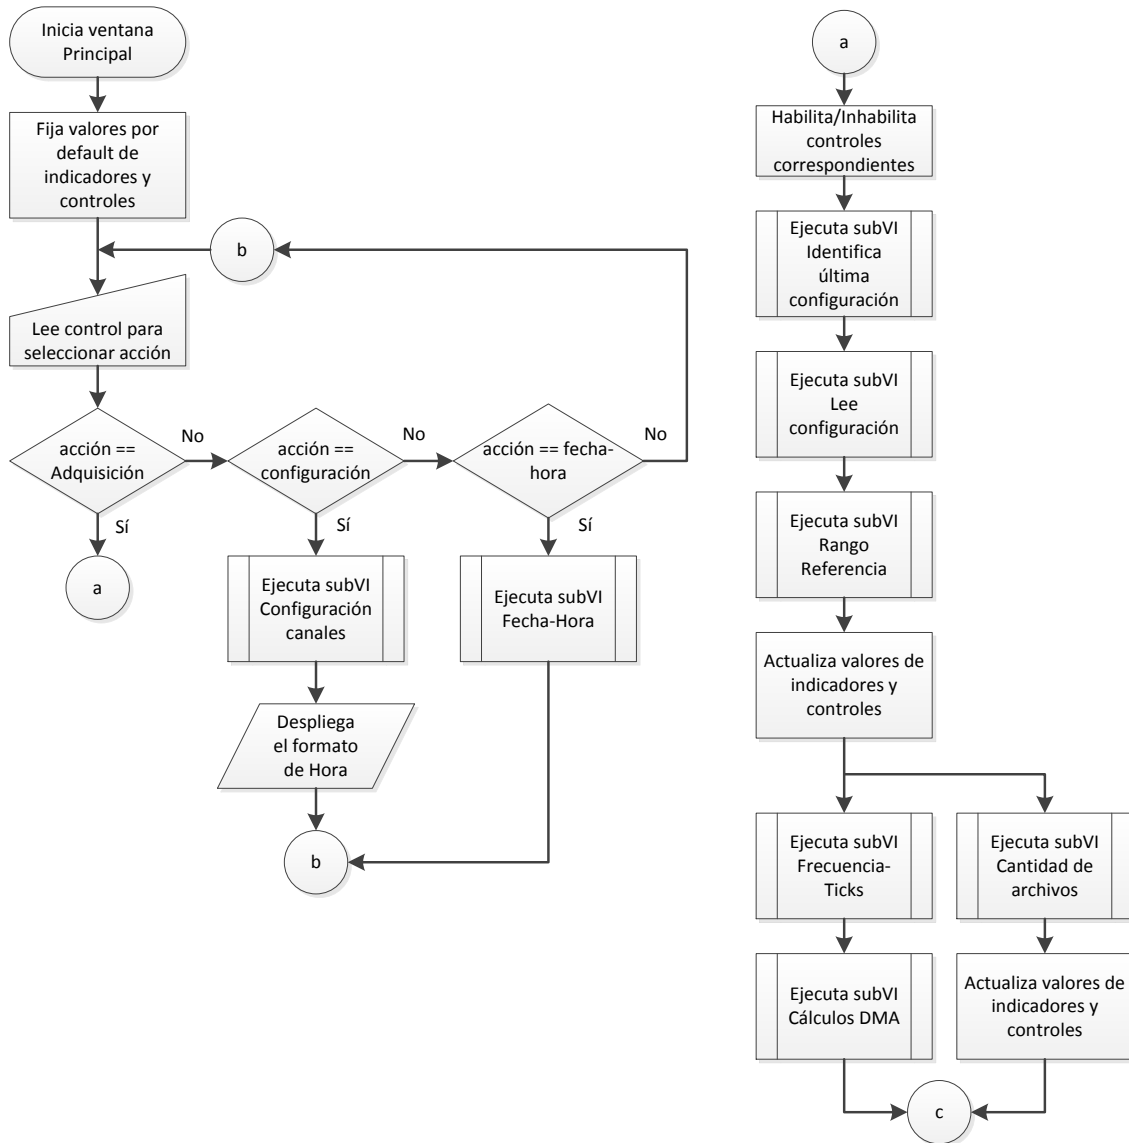 Inicia ventana
Principal
Fija valores por
default de
indicadores y
controles
b
Lee control para
seleccionar acción
acción ==
Adquisición
No
acción ==
configuración
No
acción == fecha-
hora
No
Sí
Sí
Sí
a
Ejecuta subVI
Configuración
canales
Ejecuta subVI
Fecha-Hora
Despliega
el formato
de Hora
b
a
Habilita/Inhabilita
controles
correspondientes
Ejecuta subVI
Identifica
última
configuración
Ejecuta subVI
Lee
configuración
Ejecuta subVI
Rango
Referencia
Actualiza valores de
indicadores y
controles
Ejecuta subVI
Frecuencia-
Ticks
Ejecuta subVI
Cantidad de
archivos
Ejecuta subVI
Cálculos DMA
Actualiza valores de
indicadores y
controles
c